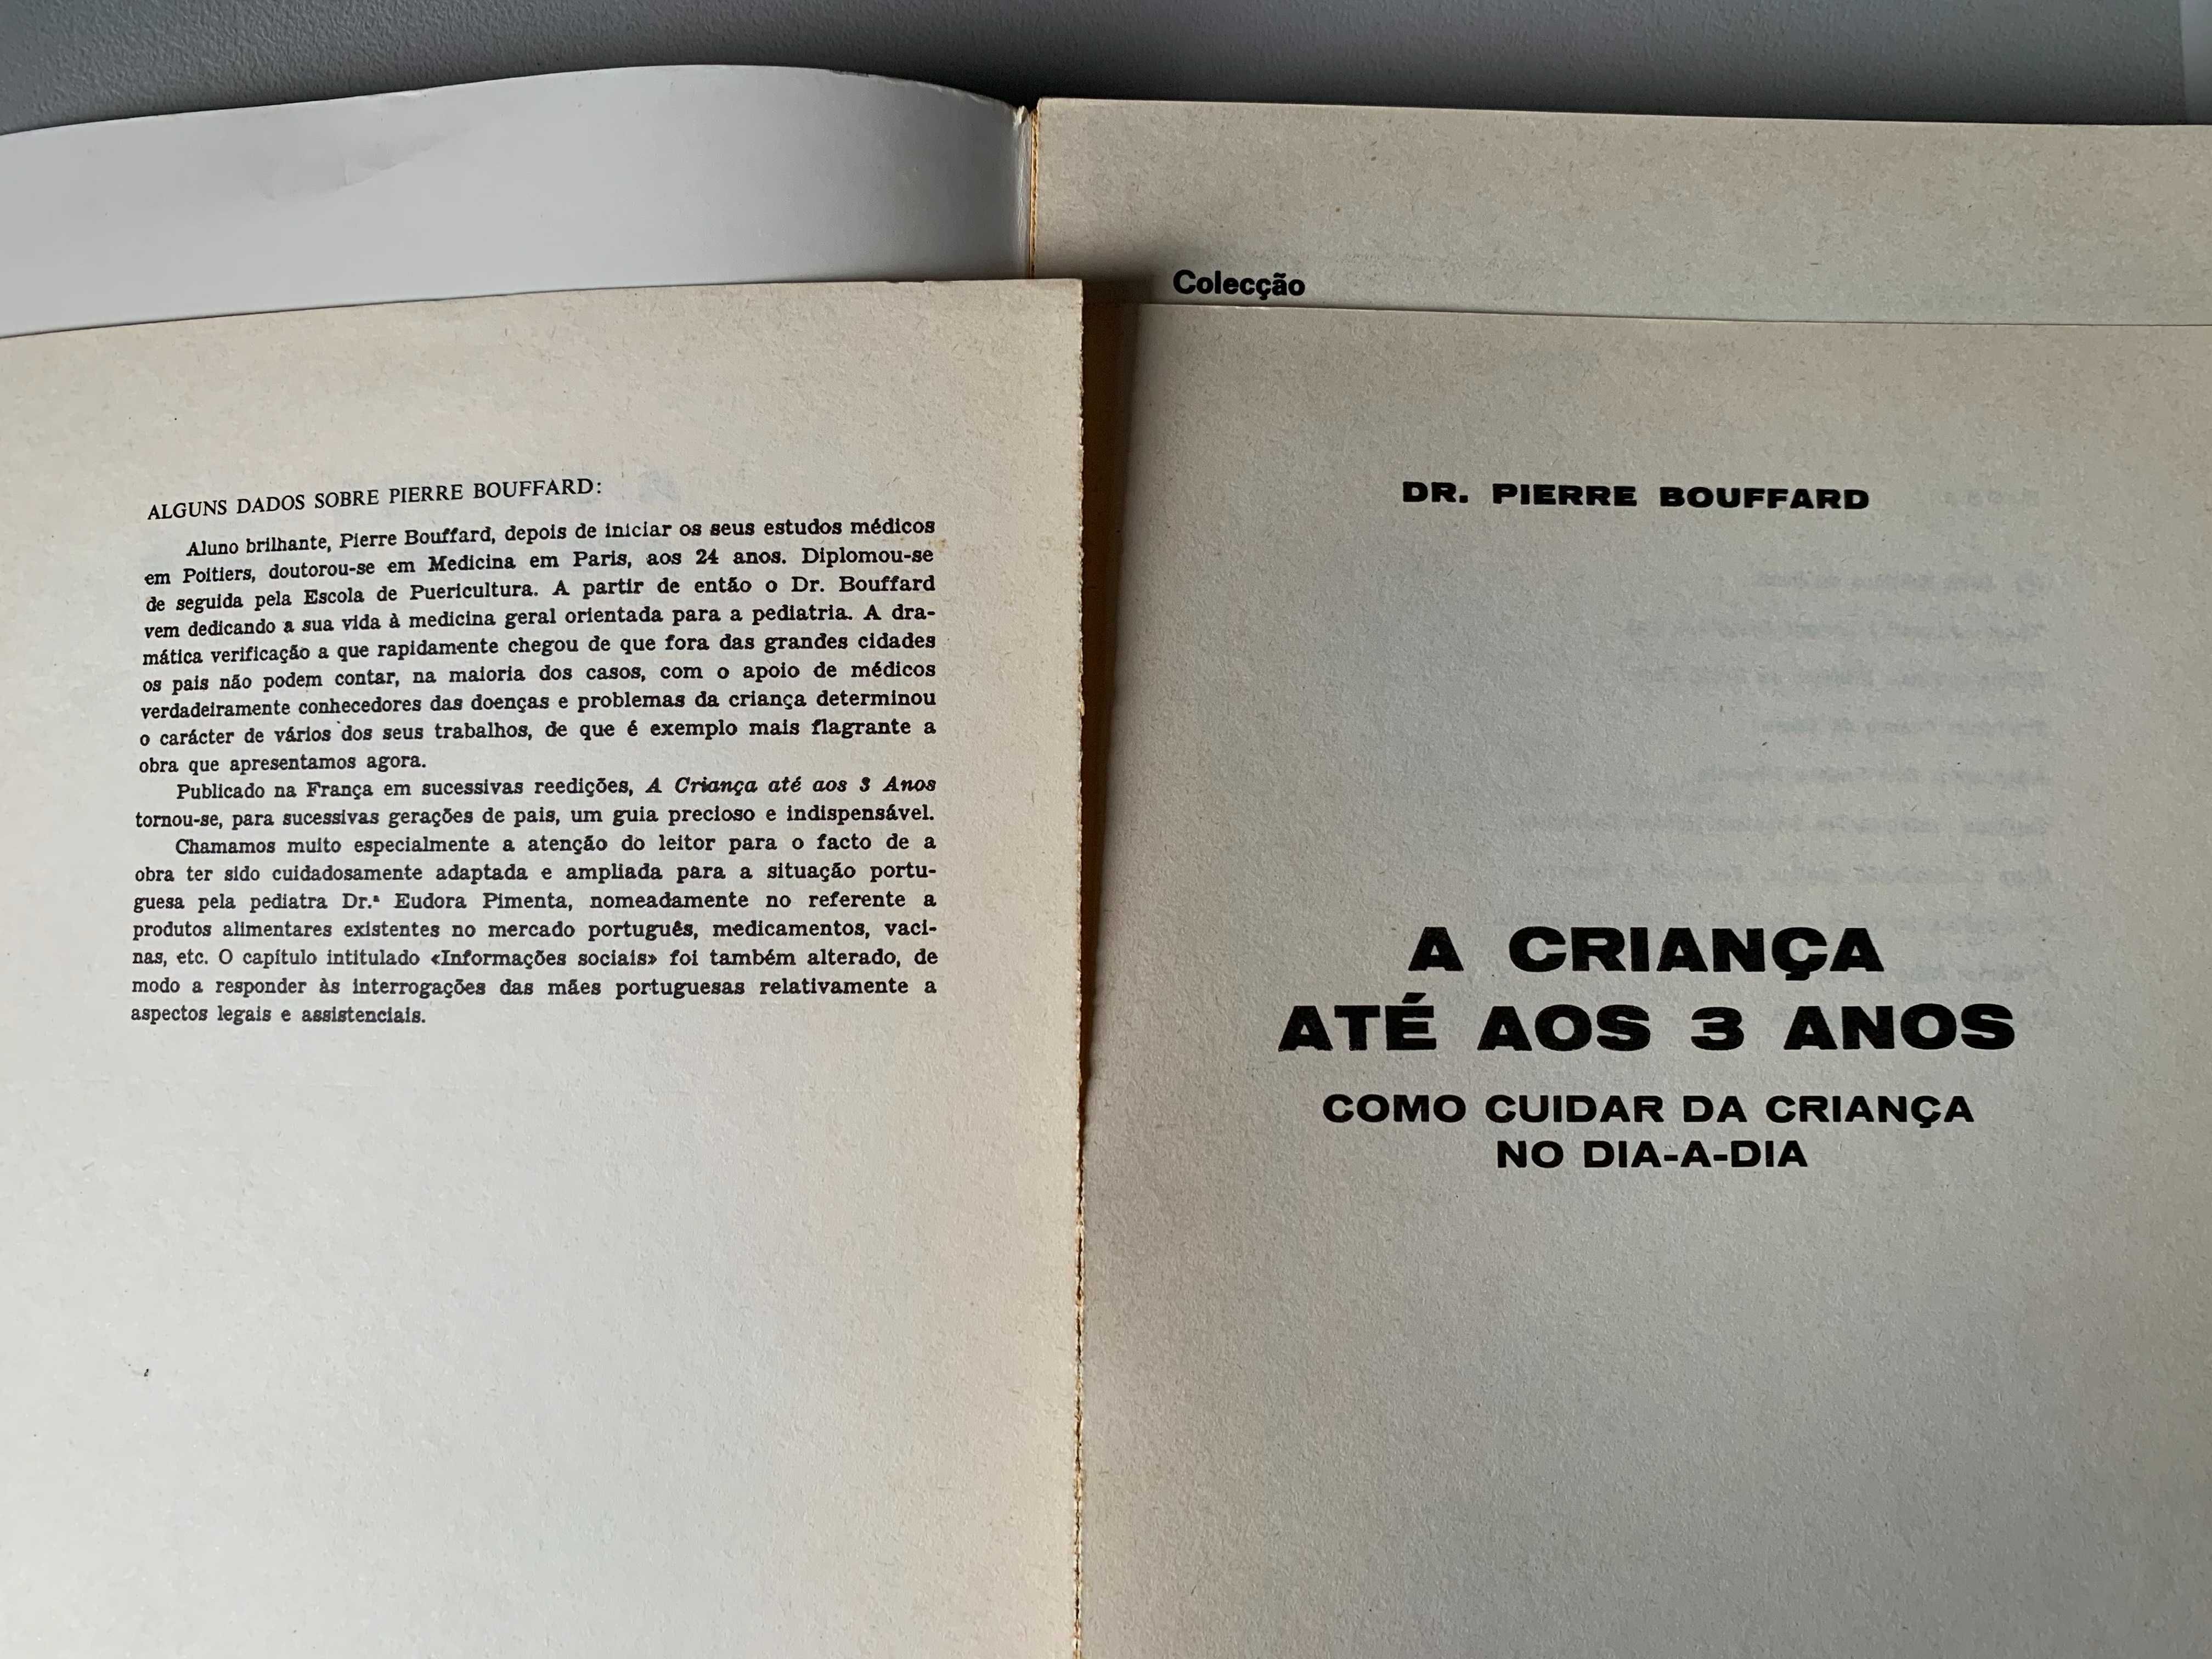 ALGUNS DADOS SOBRE PIERRE BOUFFARD:
Aluno brilhante, Pierre Bouffard, depois de iniciar os seus estudos médicos
em Poitiers, doutorou-se em Medicina em Paris, aos 24 anos. Diplomou-se
de seguida pela Escola de Puericultura. A partir de então o Dr. Bouffard
vem dedicando a sua vida à medicina geral orientada para a pediatria. A dra-
mática verificação a que rapidamente chegou de que fora das grandes cidades
os pais não podem contar, na maioria dos casos, com o apoio de médicos
verdadeiramente conhecedores das doenças e problemas da criança determinou
o carácter de vários dos seus trabalhos, de que é exemplo mais flagrante a
obra que apresentamos agora.
Publicado na França em sucessivas reedições, A Criança até aos 3 Anos
tornou-se, para sucessivas gerações de pais, um guia precioso e indispensável.
Chamamos muito especialmente a atenção do leitor para o facto de a
obra ter sido cuidadosamente adaptada e ampliada para a situação portu-
guesa pela pediatra Dr.ª Eudora Pimenta, nomeadamente no referente a
produtos alimentares existentes no mercado português, medicamentos, vaci-
nas, etc. O capítulo intitulado «Informações sociais» foi também alterado, de
modo a responder às interrogações das mães portuguesas relativamente a
aspectos legais e assistenciais.
Colecção
DR. PIERRE BOUFFARD
A CRIANÇA
ATÉ AOS 3 ANOS
COMO CUIDAR DA CRIANÇA
NO DIA-A-DIA